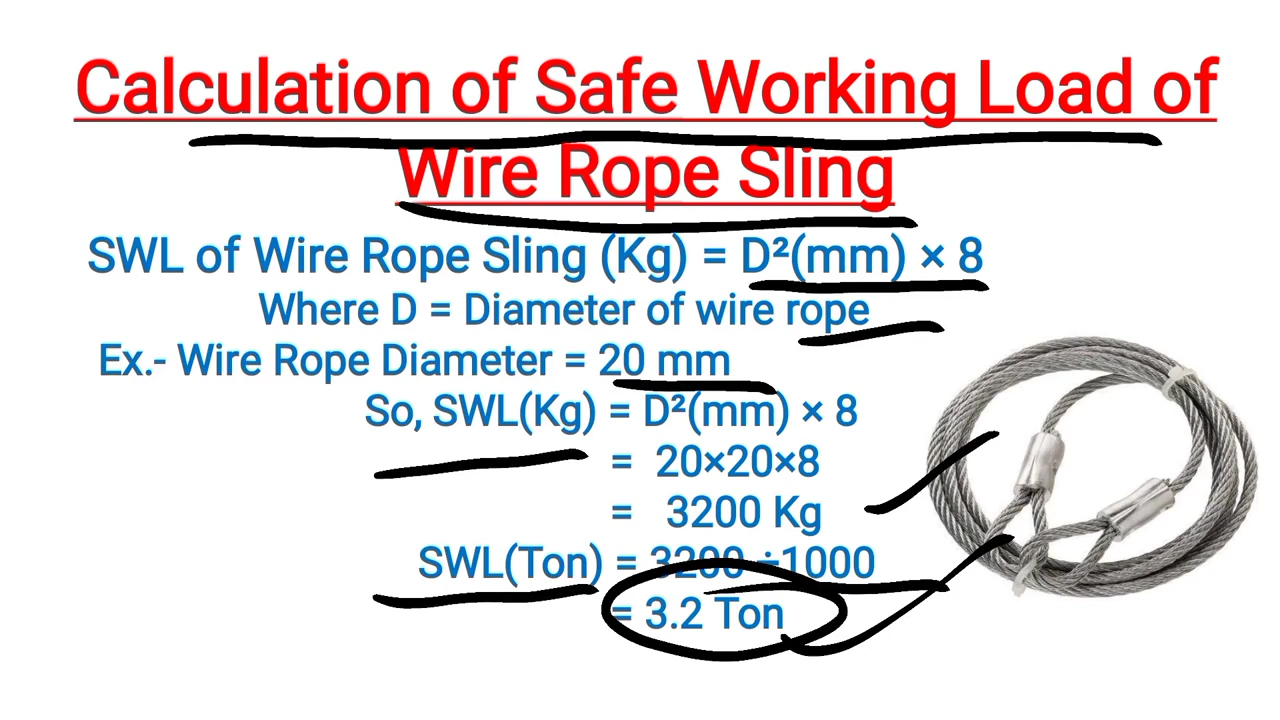 Calculation of Safe Working Load of
Wire Rope Sling
SWL of Wire Rope Sling (Kg) = D²(mm) × 8
Where D = Diameter of wire rope
Ex.- Wire Rope Diameter = 20 mm
So, SWL(Kg) = D²(mm) × 8
= 20×20×8
= 3200 Kg
SWL(Ton) = 3200 ÷1000
= 3.2 Ton